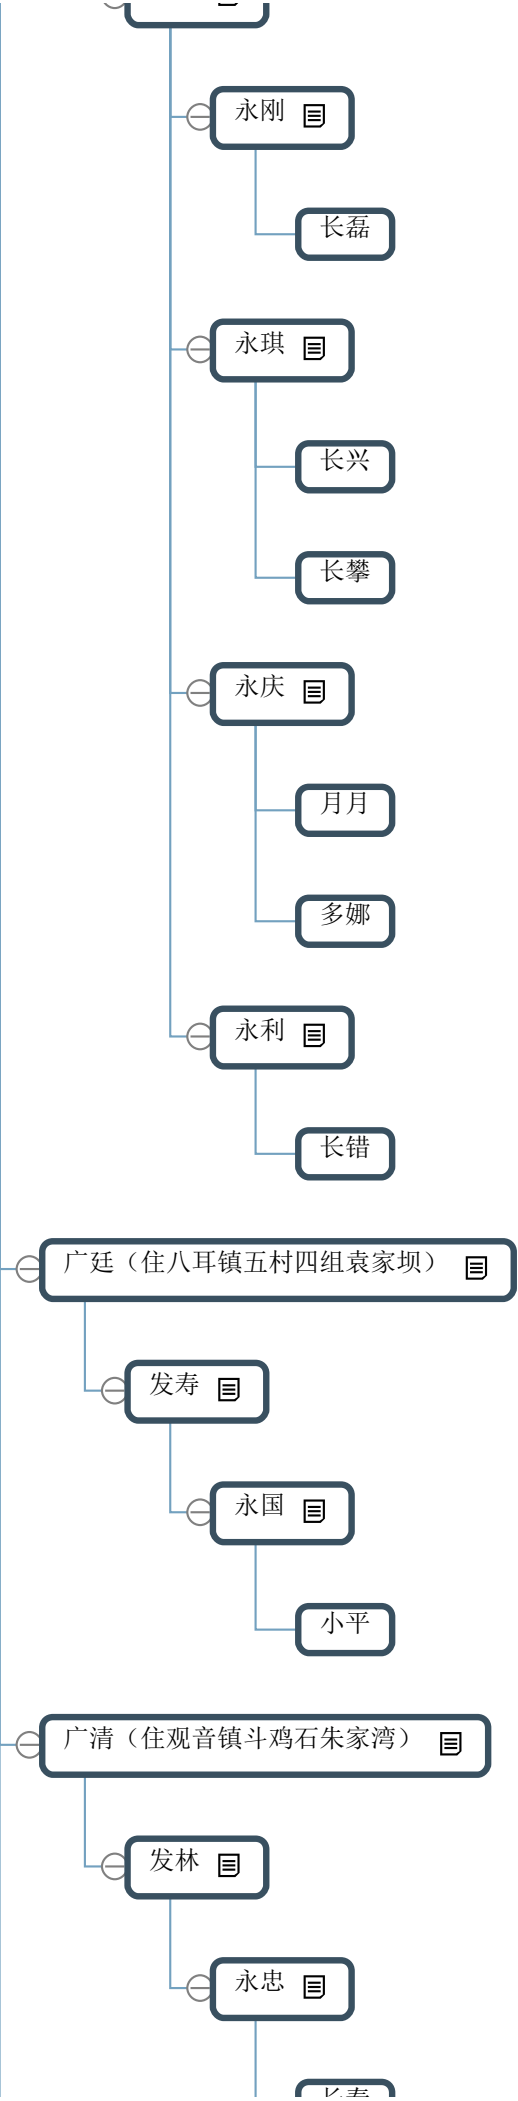 永刚
长磊
永琪
长兴
长攀
永庆
月月
多娜
永利
长错
广廷（住八耳镇五村四组袁家坝）
发寿
永国
小平
广清（住观音镇斗鸡石朱家湾）
发林
永忠